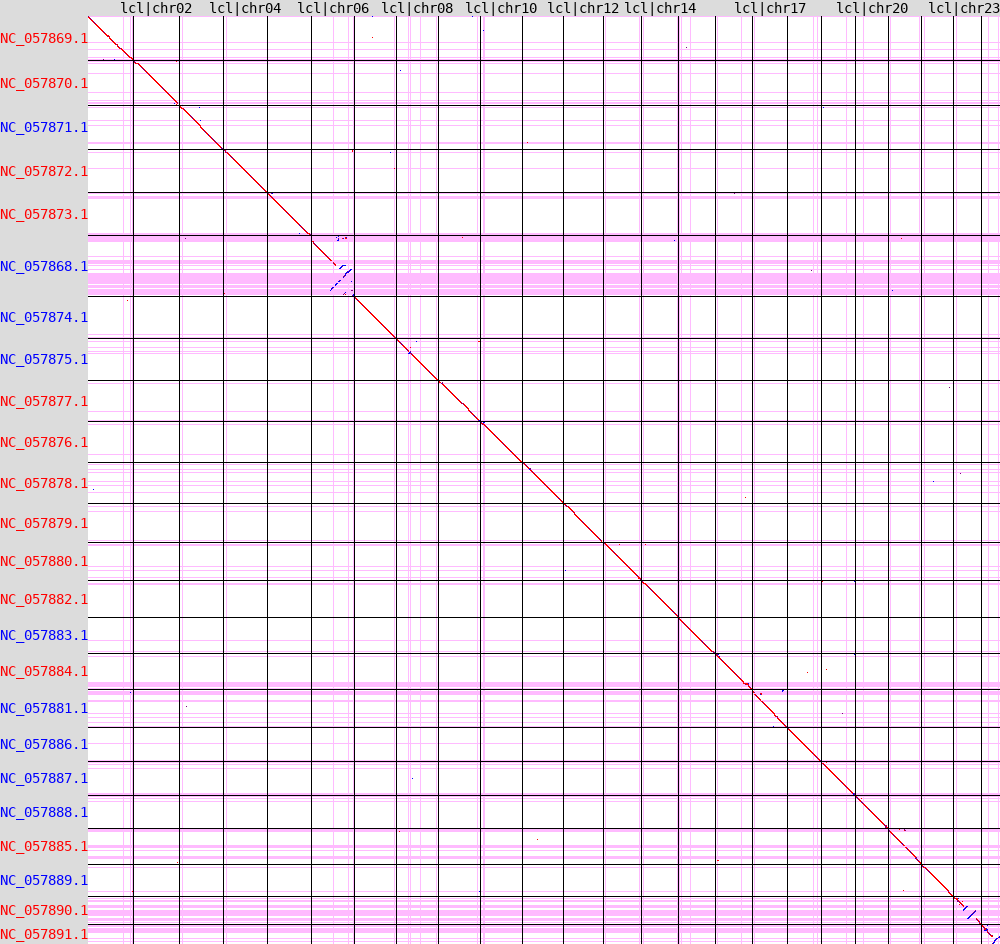 lcl|chr02 lcl|chr04 lcl|chr06 lcl|chr08 lcl|chr10 lcl|chr12 lcl|chr14 lcl|chr17 lcl|chr20 lcl|chr23
NC_057869.1
NC_057870.1
NC_057871.1
NC_057872.1
NC_057873.1
NC_057868.1
NC_057874.1
NC_057875.1
NC_057877.1
NC_057876.1
NC_057878.1
NC_057879.1
NC_057880.1
NC_057882.1
NC_057883.1
NC_057884.1
NC_057881.1
NC_057886.1
NC_057887.1
NC_057888.1
NC_057885.1
NC_057889.1
NC_057890.1
NC_057891.1